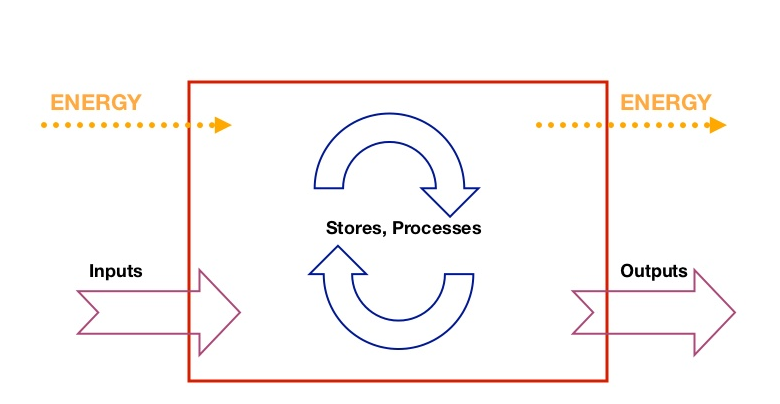 ENERGY
ENERGY
Stores, Processes
Inputs
Outputs